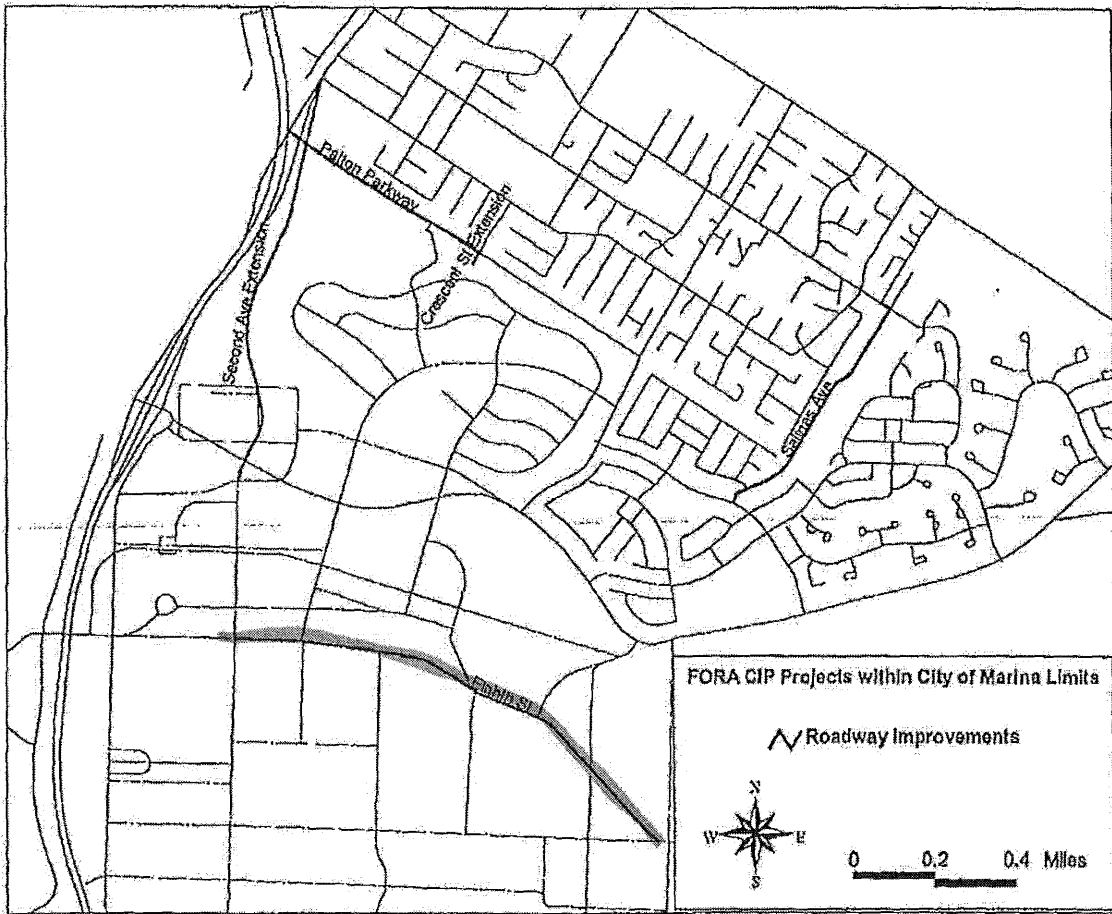 Patton Parkway
Crescent St Extension
Second Ave Extension
Salinas Ave
Eighth St
FORA CIP Projects within City of Marina Limits
Roadway Improvements
N
W E
S
0 0.2 0.4 Miles